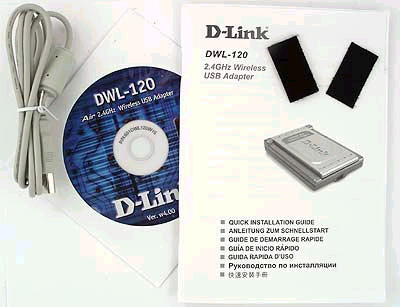 DWL-120
Air 2.4GHz Wireless USB Adapter
D-Link
Ver. w4.00
D-Link
DWL-120
2.4GHz Wireless
USB Adapter
QUICK INSTALLATION GUIDE
ANLEITUNG ZUM SCHNELLSTART
GUIDE DE DEMARRAGE RAPIDE
GUÍA DE INICIO RÁPIDO
GUIDA RAPIDA D'USO
Руководство по инсталляции
快速安裝手冊